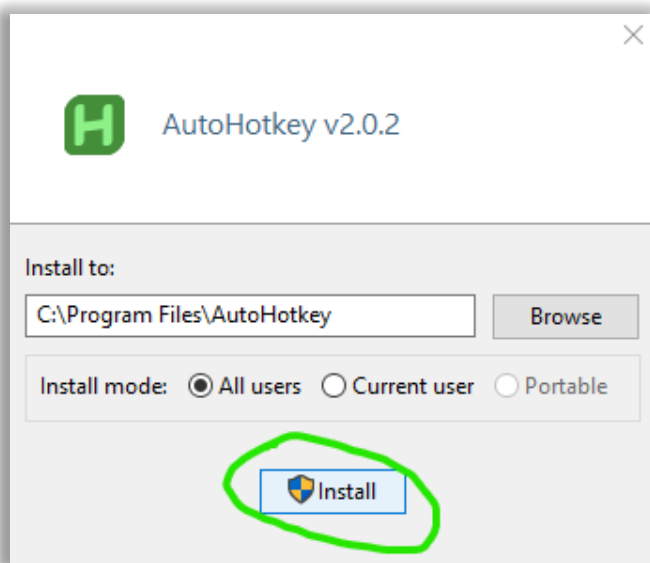 AutoHotkey v2.0.2
Install to:
C:\Program Files\AutoHotkey Browse
Install mode: All users Current user Portable
Install